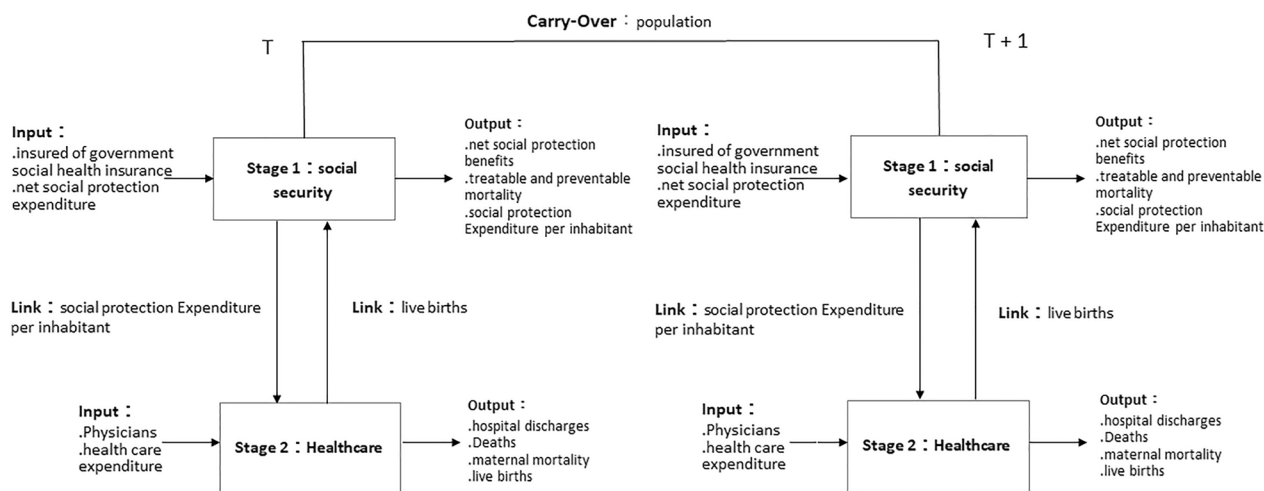 Carry-Over：population
T
T + 1
Input：
.insured of government
social health insurance
.net social protection
expenditure
Stage 1：social
security
Output：
.net social protection
benefits
.treatable and preventable
mortality
.social protection
Expenditure per inhabitant
Input：
.insured of government
social health insurance
.net social protection
expenditure
Stage 1：social
security
Output：
.net social protection
benefits
.treatable and preventable
mortality
.social protection
Expenditure per inhabitant
Link：social protection Expenditure
per inhabitant
Link：live births
Link：social protection Expenditure
per inhabitant
Link：live births
Input：
.Physicians
.health care
expenditure
Stage 2：Healthcare
Output：
.hospital discharges
.Deaths
.maternal mortality
.live births
Input：
.Physicians
.health care
expenditure
Stage 2：Healthcare
Output：
.hospital discharges
.Deaths
.maternal mortality
.live births